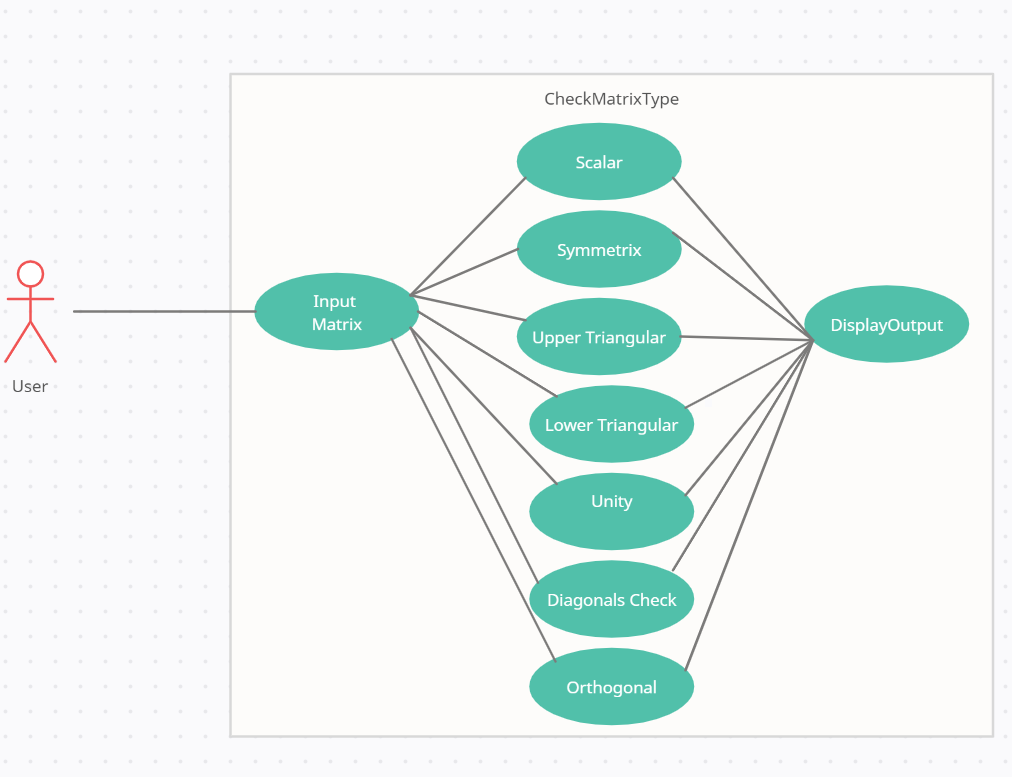 CheckMatrixType
Scalar
Symmetrix
Input
Matrix
Upper Triangular
DisplayOutput
User
Lower Triangular
Unity
Diagonals Check
Orthogonal